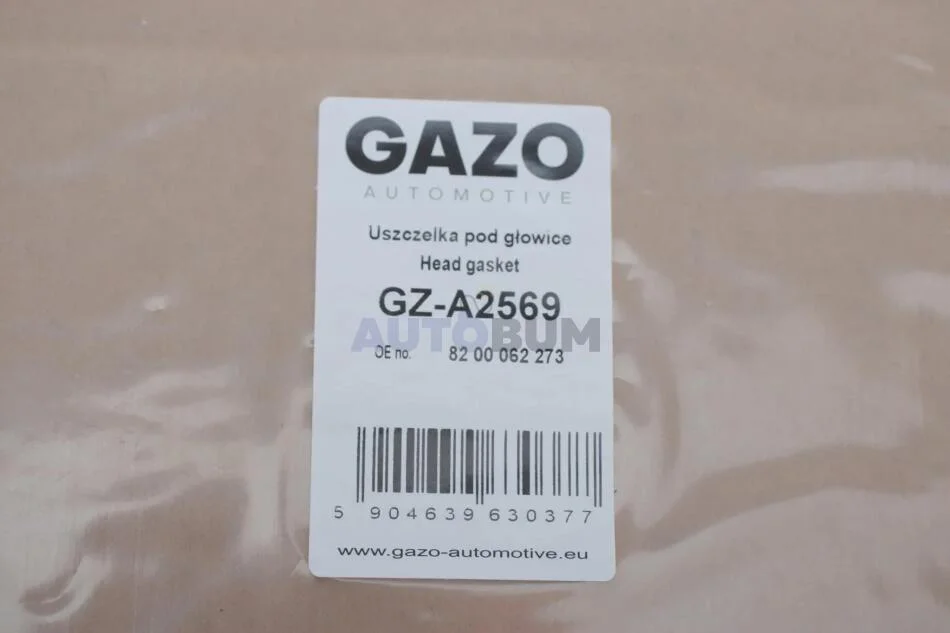 GAZO
AUTOMOTIVE
Uszczelka pod głowice
Head gasket
GZ-A2569
AUTOBUM
OE no. 82 00 062 273
5 904639 630377
www.gazo-automotive.eu